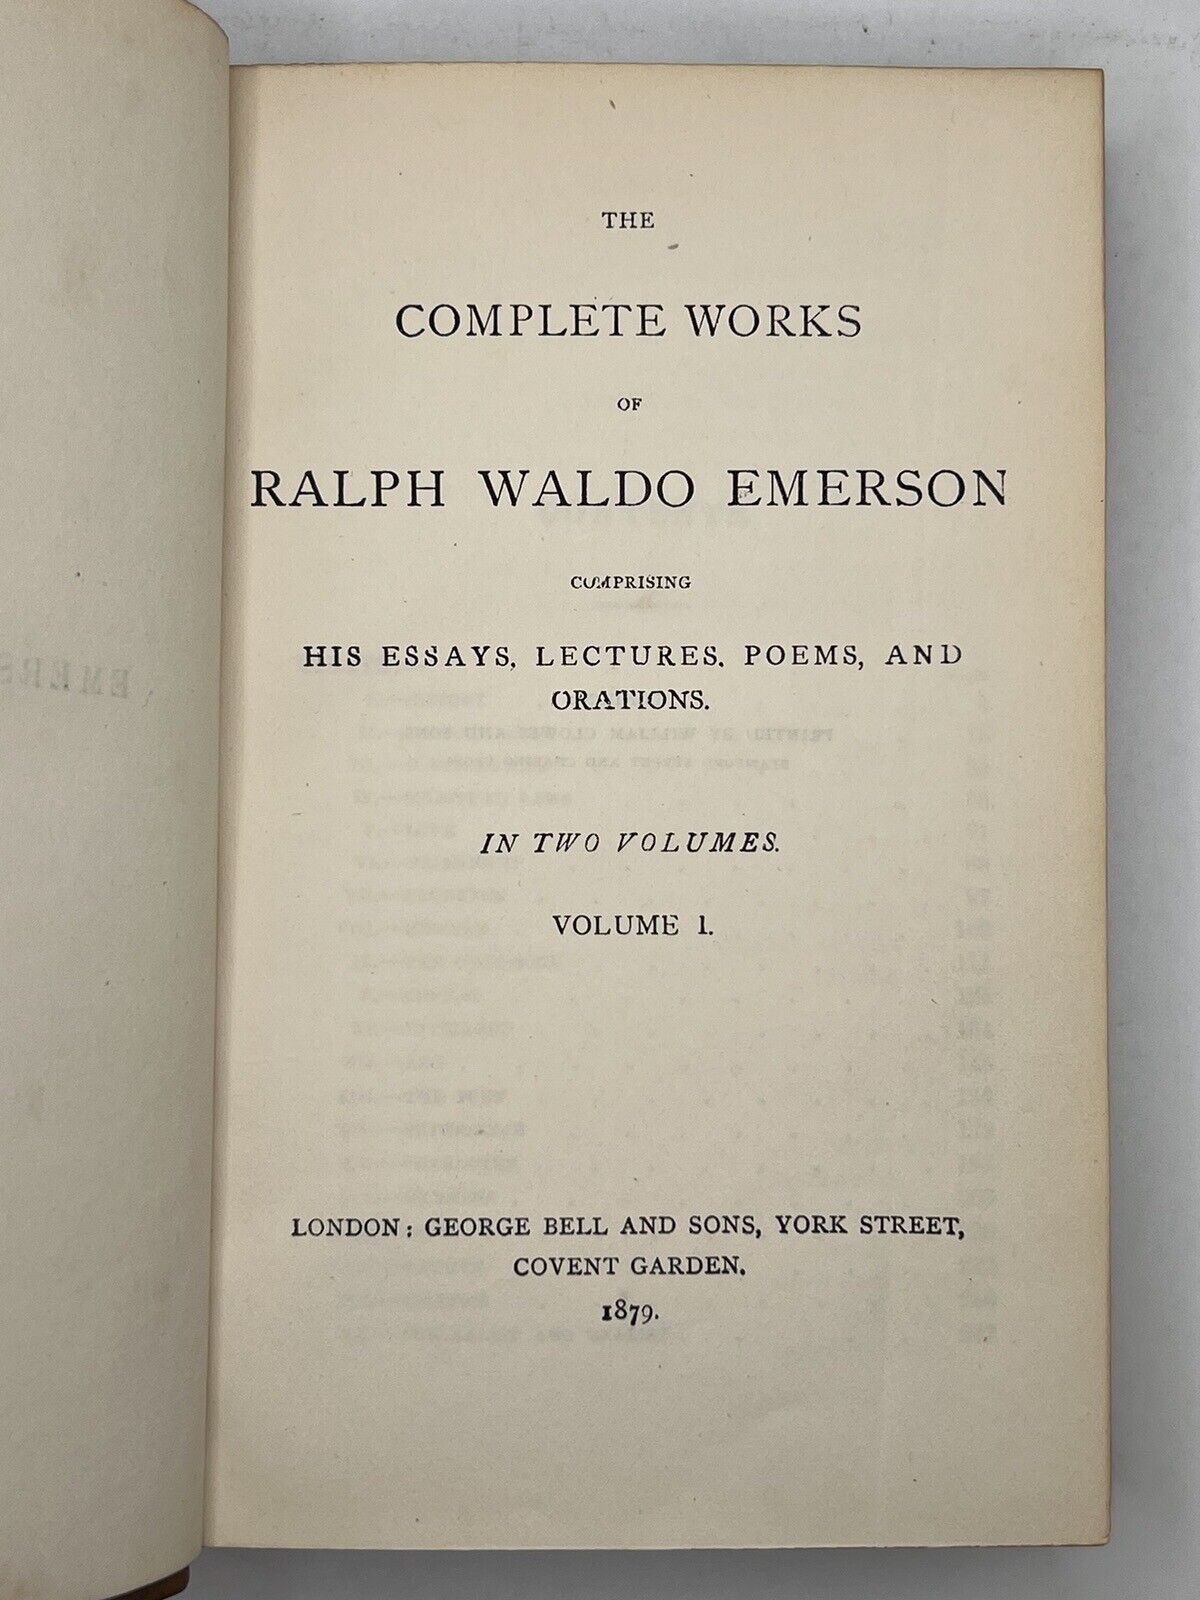 THE
COMPLETE WORKS
OF
RALPH WALDO EMERSON
COMPRISING
HIS ESSAYS, LECTURES, POEMS, AND
ORATIONS.
IN TWO VOLUMES.
VOLUME I.
LONDON: GEORGE BELL AND SONS, YORK STREET,
COVENT GARDEN.
1879.